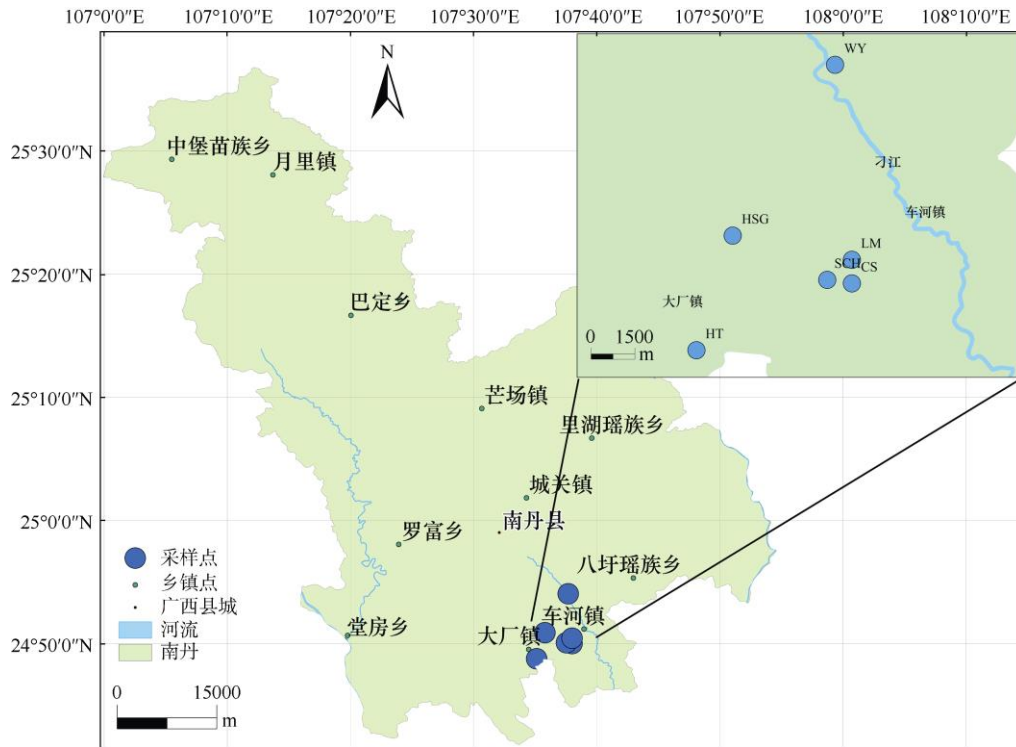 107°0′0″E 107°10′0″E 107°20′0″E 107°30′0″E 107°40′0″E 107°50′0″E 108°0′0″E 108°10′0″E
N
WY
刁江
车河镇
HSG
LM
SCH
CS
大厂镇
HT
0 1500
m
25°30′0″N
25°20′0″N
25°10′0″N
25°0′0″N
24°50′0″N
中堡苗族乡
月里镇
巴定乡
芒场镇
里湖瑶族乡
城关镇
南丹县
罗富乡
八圩瑶族乡
车河镇
大厂镇
堂房乡
采样点
乡镇点
广西县城
河流
南丹
0 15000
m